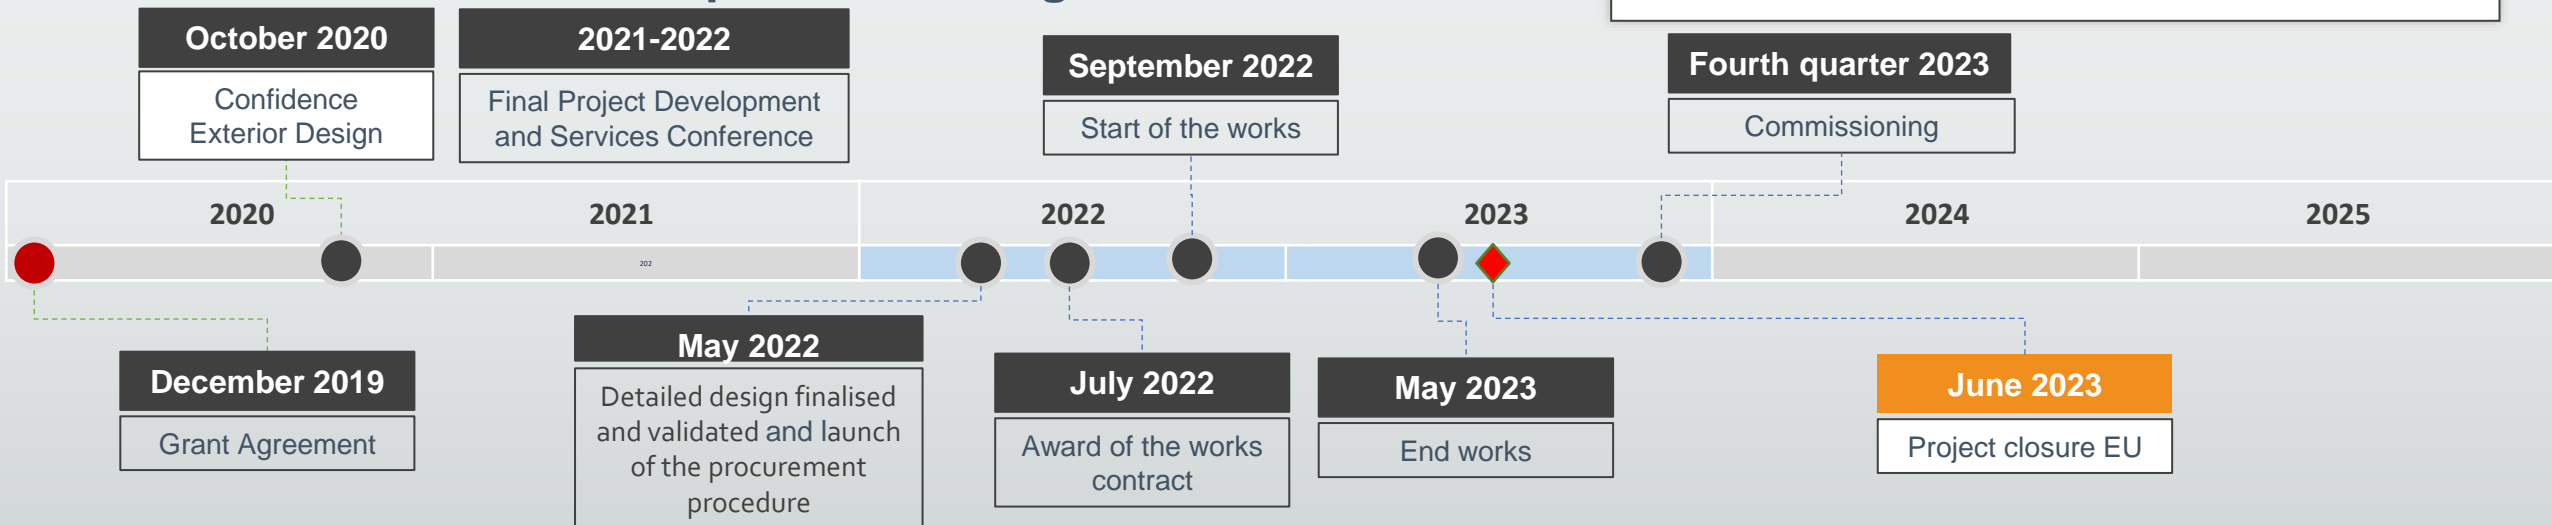 October 2020
Confidence
Exterior Design
2021-2022
Final Project Development
and Services Conference
September 2022
Start of the works
Fourth quarter 2023
Commissioning
2020
2021
2022
2023
2024
2025
202
December 2019
Grant Agreement
May 2022
Detailed design finalised
and validated and launch
of the procurement
procedure
July 2022
Award of the works
contract
May 2023
End works
June 2023
Project closure EU